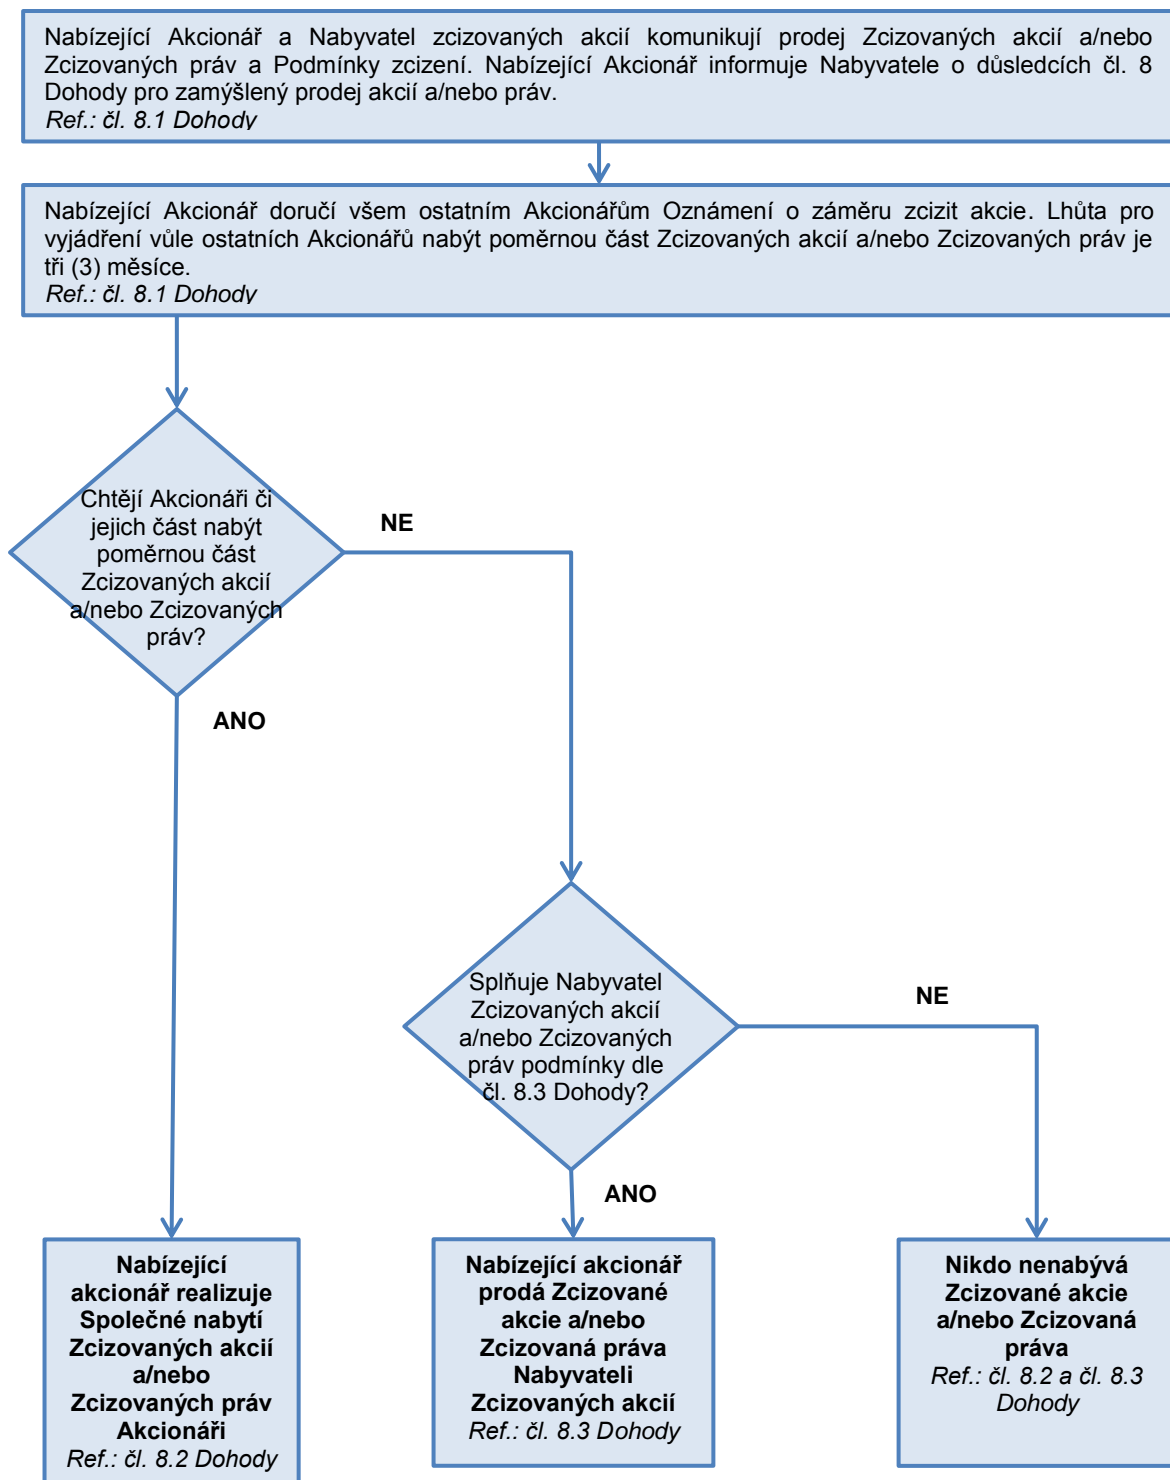 Nabízející Akcionář a Nabyvatel zcizovaných akcií komunikují prodej Zcizovaných akcií a/nebo
Zcizovaných práv a Podmínky zcizení. Nabízející Akcionář informuje Nabyvatele o důsledcích čl. 8
Dohody pro zamýšlený prodej akcií a/nebo práv.
Ref.: čl. 8.1 Dohody
Nabízející Akcionář doručí všem ostatním Akcionářům Oznámení o záměru zcizit akcie. Lhůta pro
vyjádření vůle ostatních Akcionářů nabýt poměrnou část Zcizovaných akcií a/nebo Zcizovaných práv je
tři (3) měsíce.
Ref.: čl. 8.1 Dohody
Chtějí Akcionáři či
jejich část nabýt
poměrnou část
Zcizovaných akcií
a/nebo Zcizovaných
práv?
NE
ANO
Splňuje Nabyvatel
Zcizovaných akcií
a/nebo Zcizovaných
práv podmínky dle
čl. 8.3 Dohody?
NE
ANO
Nabízející
akcionář realizuje
Společné nabytí
Zcizovaných akcií
a/nebo
Zcizovaných práv
Akcionáři
Ref.: čl. 8.2 Dohody
Nabízející akcionář
prodá Zcizované
akcie a/nebo
Zcizovaná práva
Nabyvateli
Zcizovaných akcií
Ref.: čl. 8.3 Dohody
Nikdo nenabývá
Zcizované akcie
a/nebo Zcizovaná
práva
Ref.: čl. 8.2 a čl. 8.3
Dohody